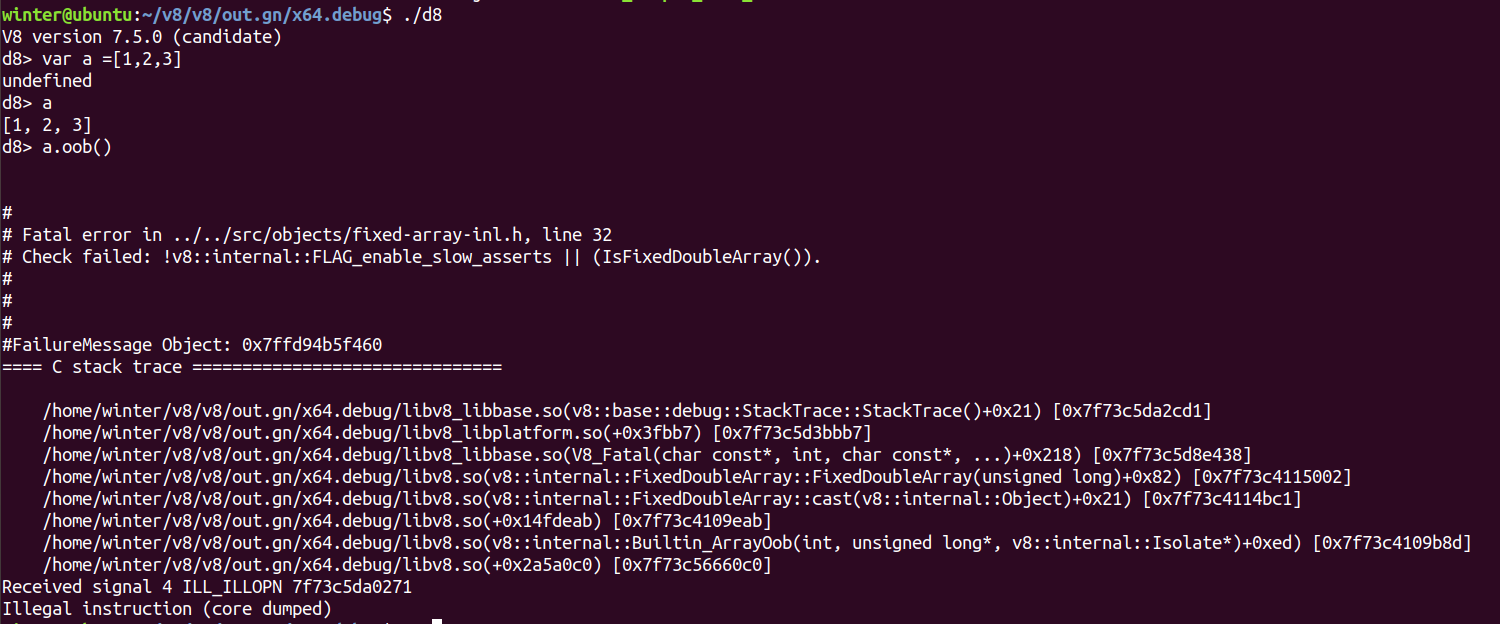 winter@ubuntu:~/v8/v8/out.gn/x64.debug$ ./d8
V8 version 7.5.0 (candidate)
d8> var a =[1,2,3]
undefined
d8> a
[1, 2, 3]
d8> a.oob()
#
# Fatal error in ../../src/objects/fixed-array-inl.h, line 32
# Check failed: !v8::internal::FLAG_enable_slow_asserts || (IsFixedDoubleArray()).
#
#
#
#FailureMessage Object: 0x7ffd94b5f460
==== C stack trace ===============================
/home/winter/v8/v8/out.gn/x64.debug/libv8_libbase.so(v8::base::debug::StackTrace::StackTrace()+0x21) [0x7f73c5da2cd1]
/home/winter/v8/v8/out.gn/x64.debug/libv8_libplatform.so(+0x3fbb7) [0x7f73c5d3bbb7]
/home/winter/v8/v8/out.gn/x64.debug/libv8_libbase.so(V8_Fatal(char const*, int, char const*, ...)+0x218) [0x7f73c5d8e438]
/home/winter/v8/v8/out.gn/x64.debug/libv8.so(v8::internal::FixedDoubleArray::FixedDoubleArray(unsigned long)+0x82) [0x7f73c4115002]
/home/winter/v8/v8/out.gn/x64.debug/libv8.so(v8::internal::FixedDoubleArray::cast(v8::internal::Object)+0x21) [0x7f73c4114bc1]
/home/winter/v8/v8/out.gn/x64.debug/libv8.so(+0x14fdeab) [0x7f73c4109eab]
/home/winter/v8/v8/out.gn/x64.debug/libv8.so(v8::internal::Builtin_ArrayOob(int, unsigned long*, v8::internal::Isolate*)+0xed) [0x7f73c4109b8d]
/home/winter/v8/v8/out.gn/x64.debug/libv8.so(+0x2a5a0c0) [0x7f73c56660c0]
Received signal 4 ILL_ILLOPN 7f73c5da0271
Illegal instruction (core dumped)